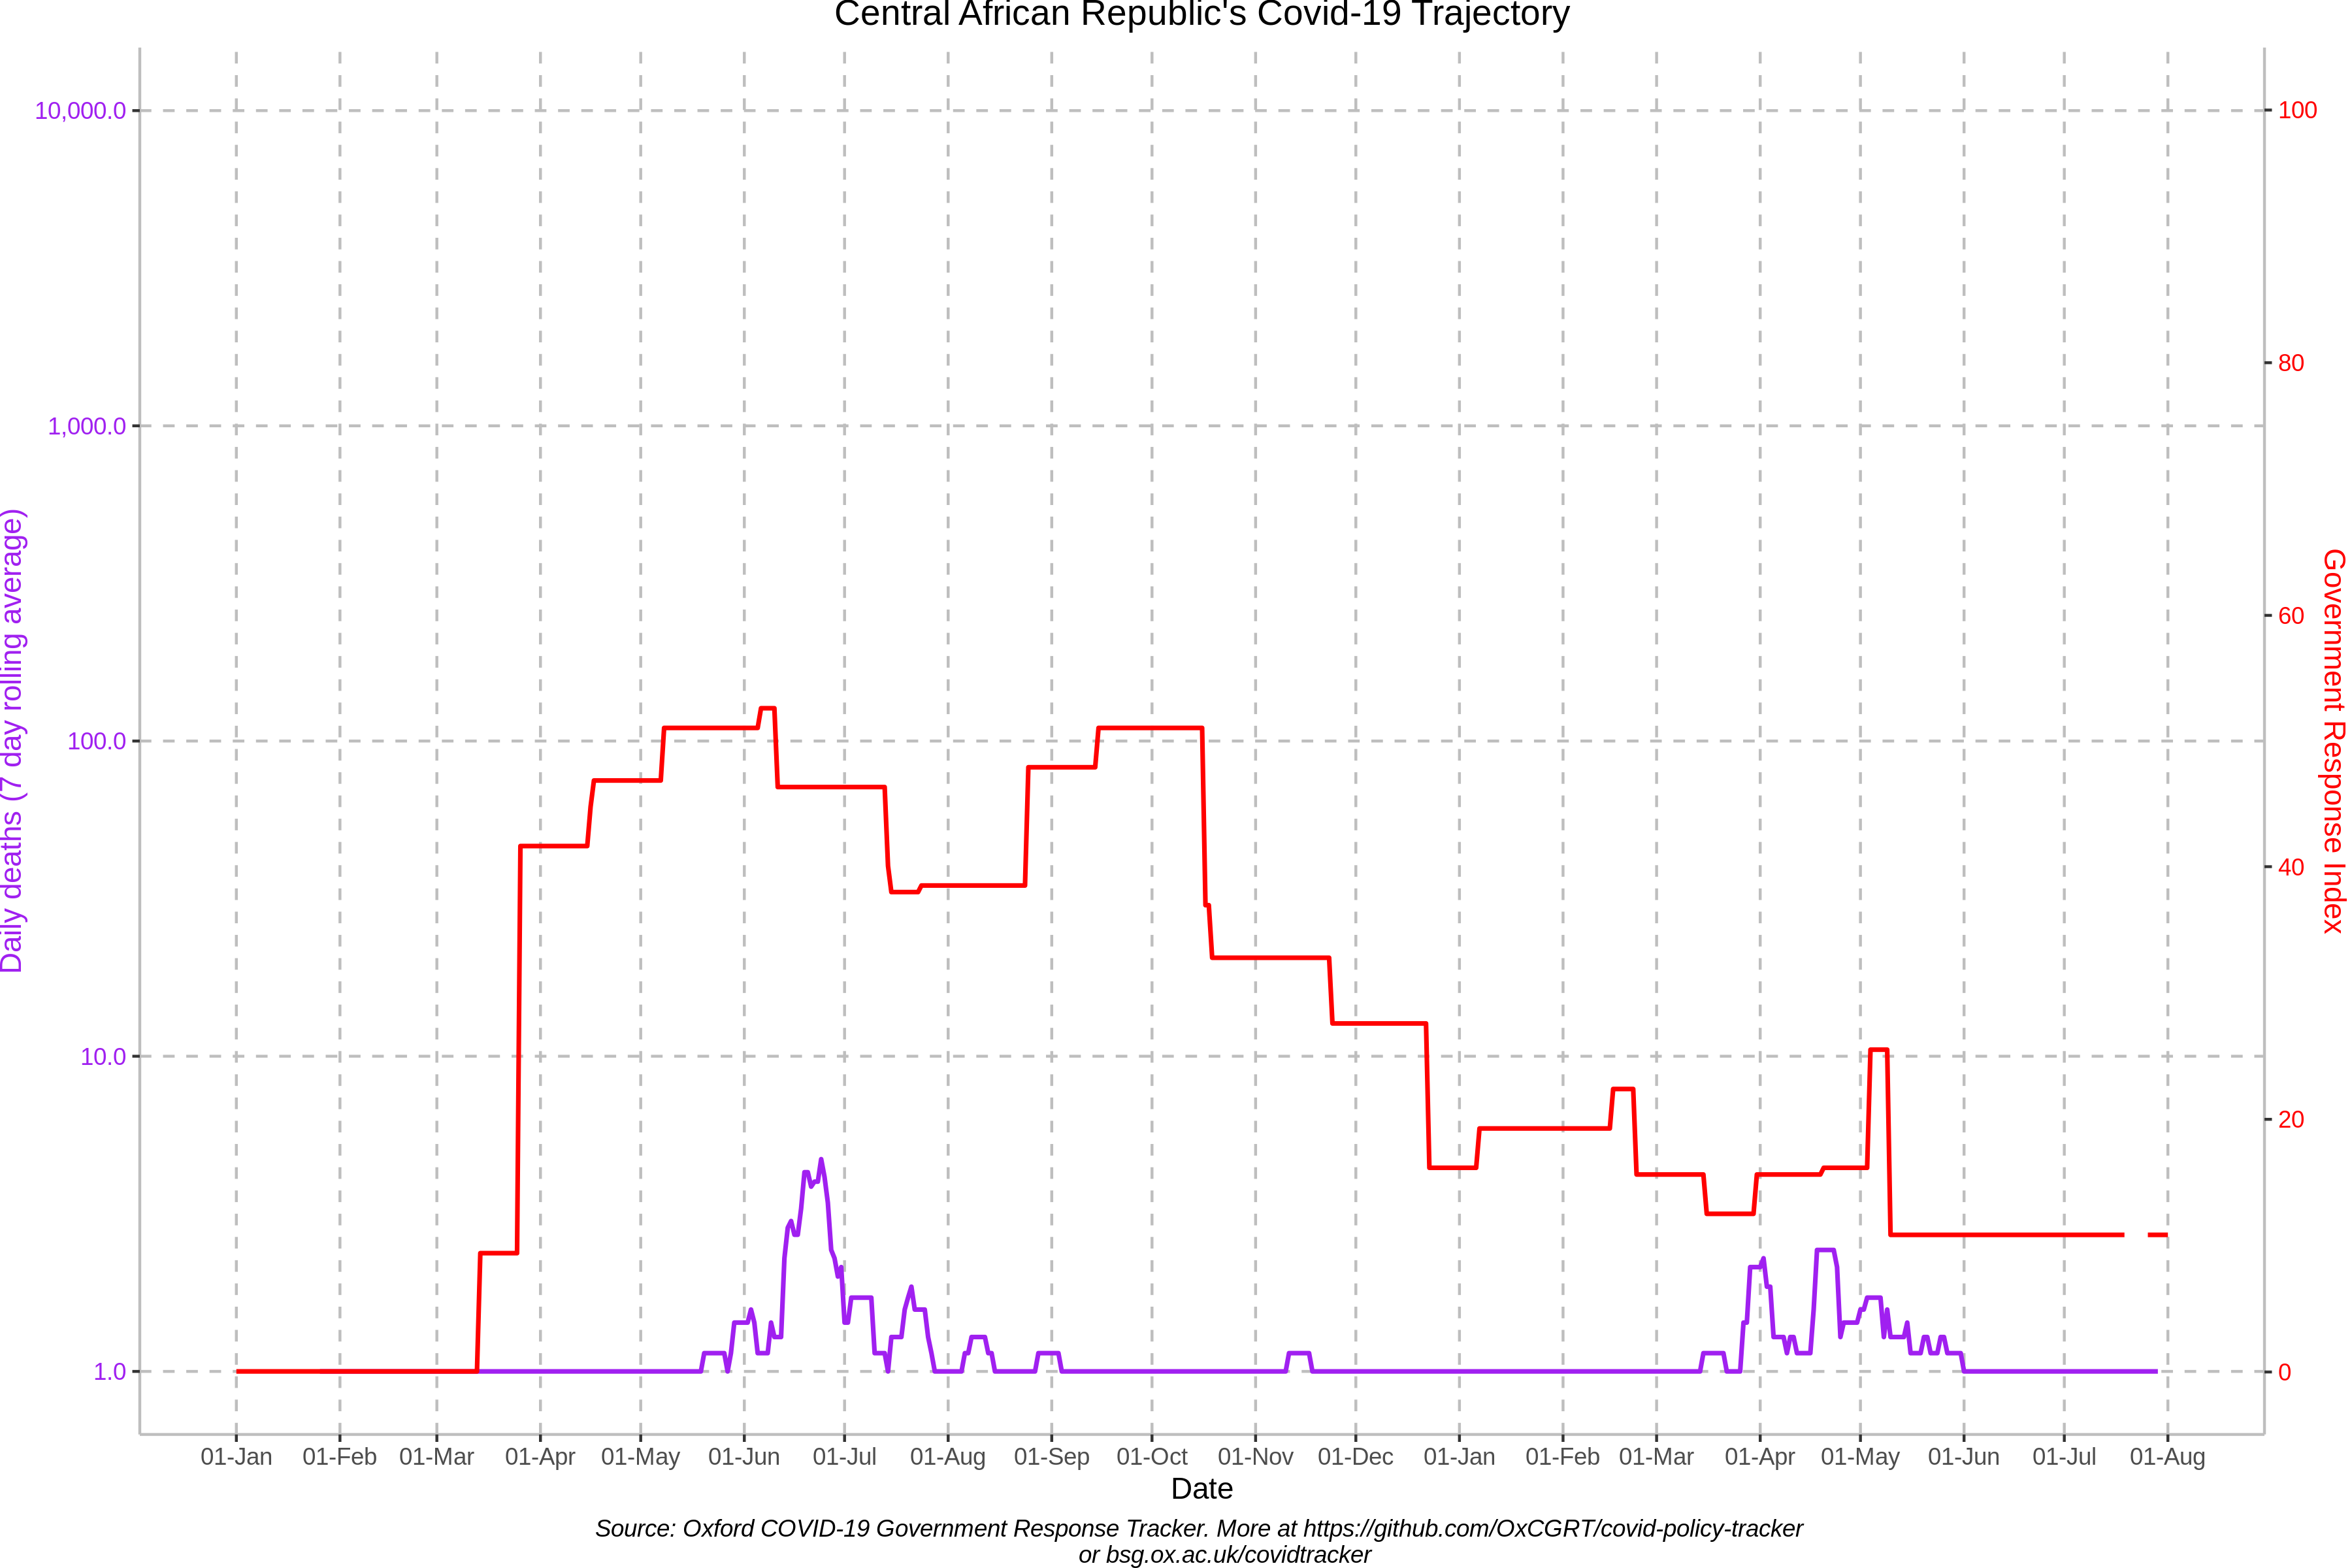 Central African Republic's Covid-19 Trajectory
10,000.0
1,000.0
100.0
10.0
1.0
Daily deaths (7 day rolling average)
100
80
60
40
20
0
Government Response Index
01-Jan 01-Feb 01-Mar 01-Apr 01-May 01-Jun 01-Jul 01-Aug 01-Sep 01-Oct 01-Nov 01-Dec 01-Jan 01-Feb 01-Mar 01-Apr 01-May 01-Jun 01-Jul 01-Aug
Date
Source: Oxford COVID-19 Government Response Tracker. More at https://github.com/OxCGRT/covid-policy-tracker
or bsg.ox.ac.uk/covidtracker